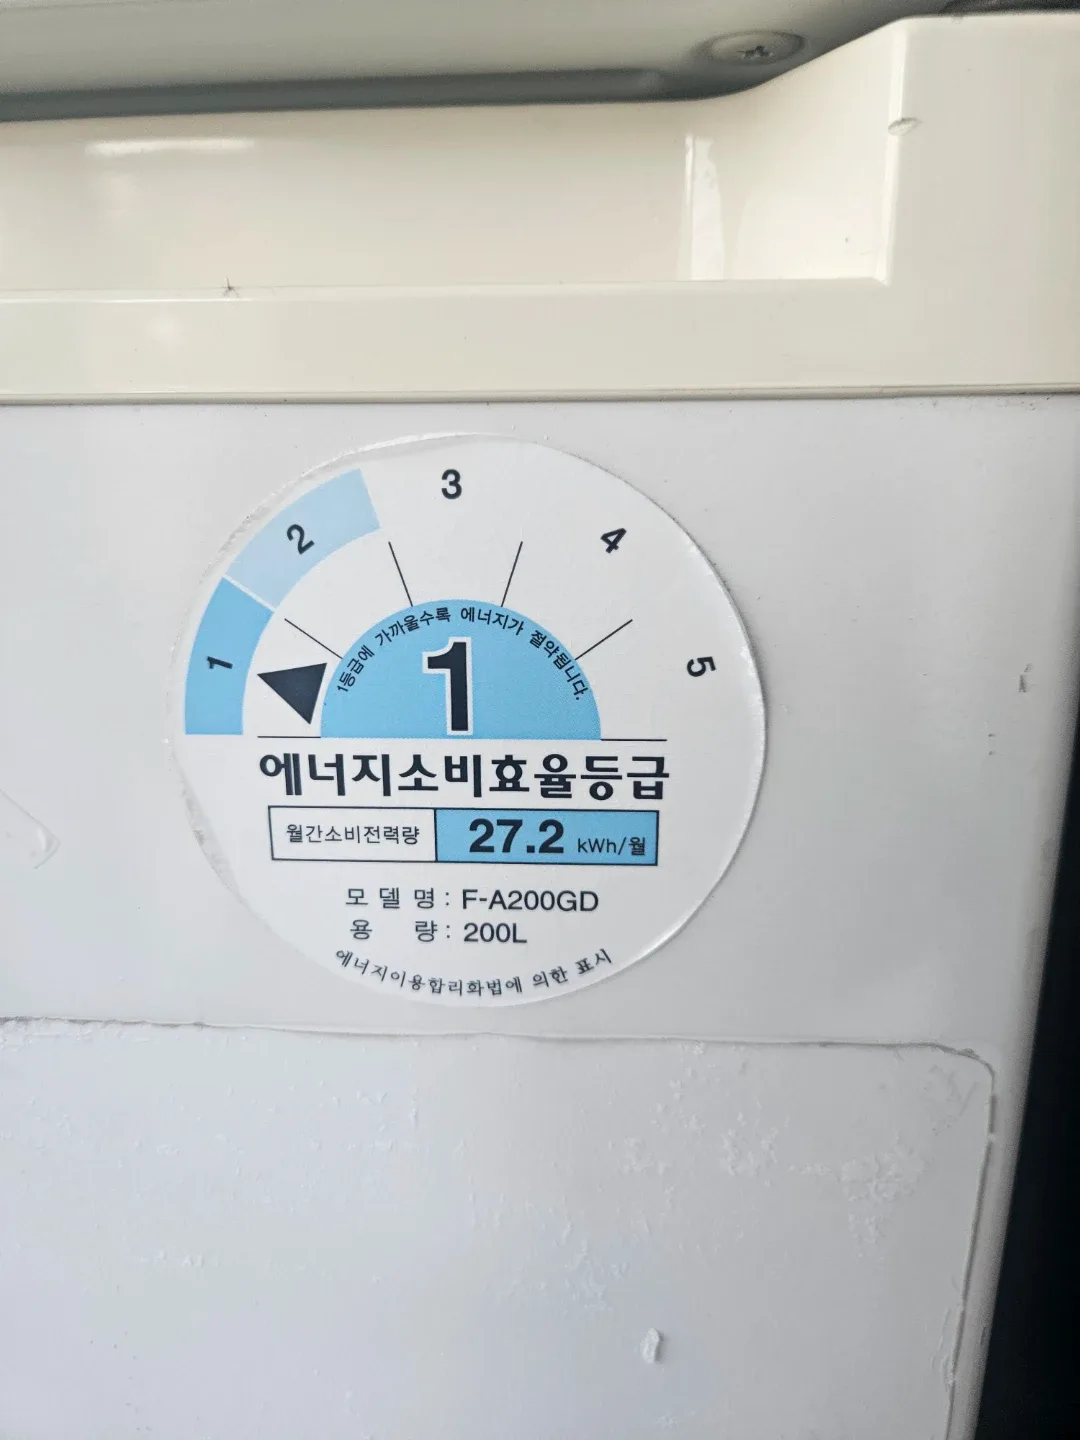 1
2
3
4
5
1등급에 가까울수록 에너지가 절약됩니다.
1
에너지소비효율등급
월간소비전력량 27.2 kWh/월
모델명: F-A200GD
용 량: 200L
에너지이용합리화법에 의한 표시